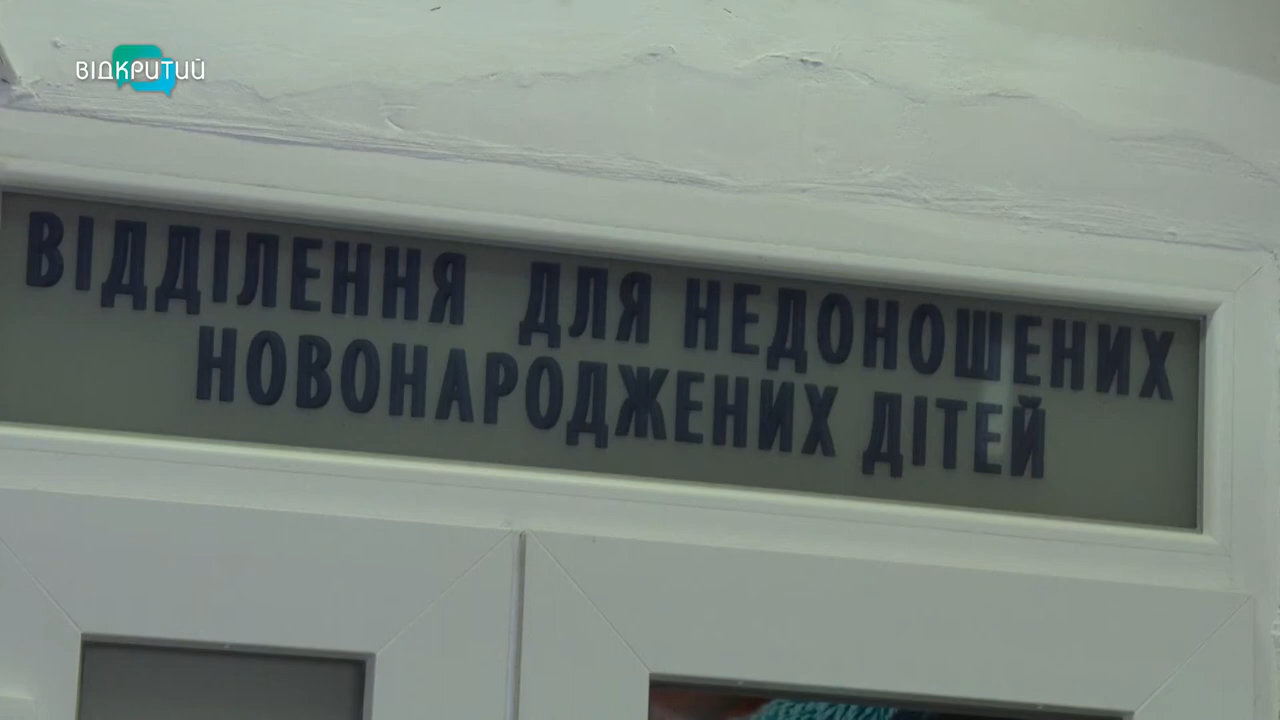 ВІДКРИТИЙ
ВІДДІЛЕННЯ ДЛЯ НЕДОНОШЕНИХ
НОВОНАРОДЖЕНИХ ДІТЕЙ